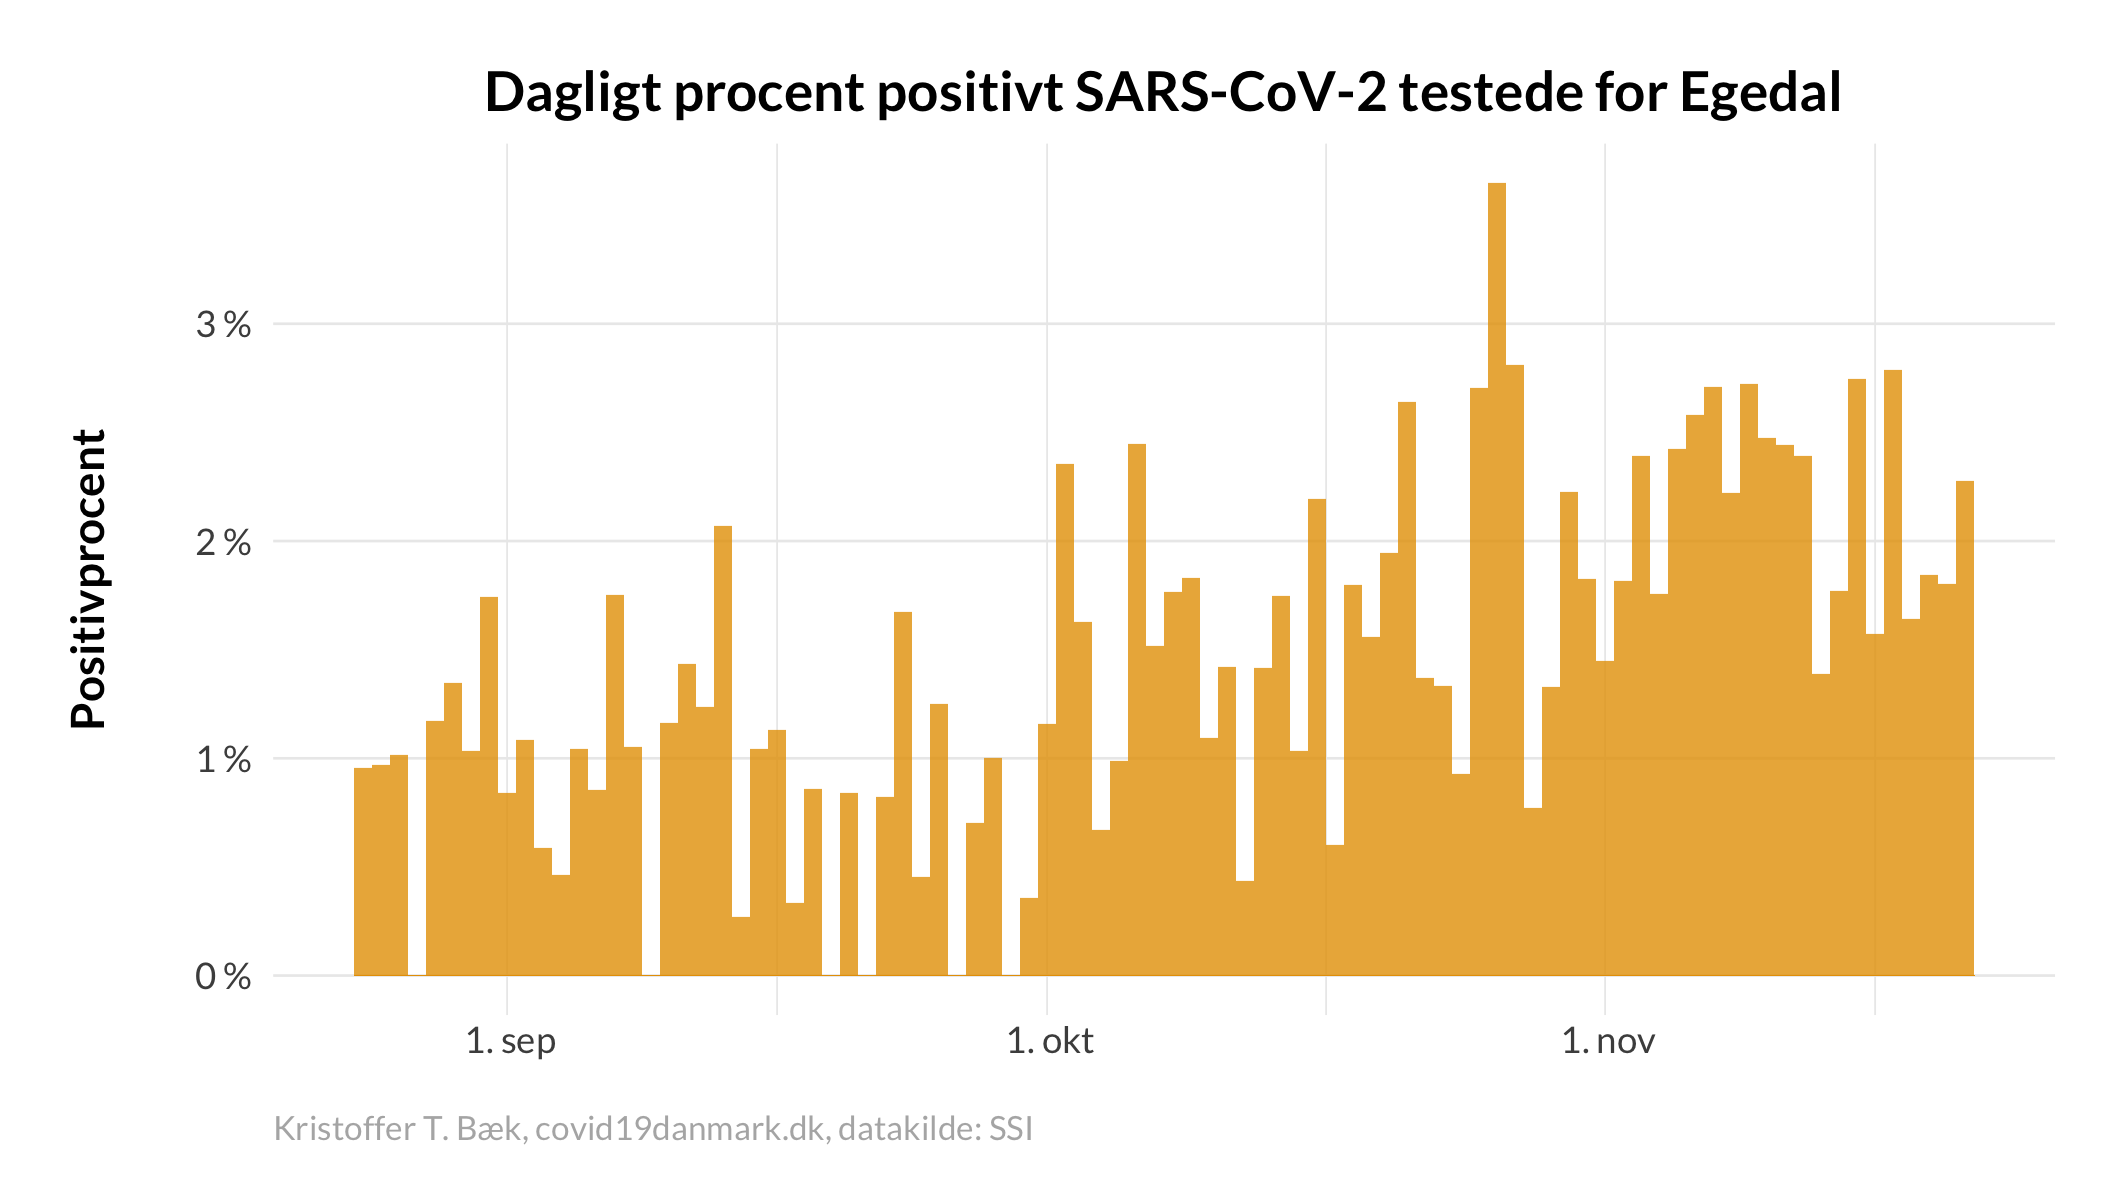 Dagligt procent positivt SARS-CoV-2 testede for Egedal
Positivprocent
3 %
2 %
1 %
0 %
1. sep
1. okt
1. nov
Kristoffer T. Bæk, covid19danmark.dk, datakilde: SSI